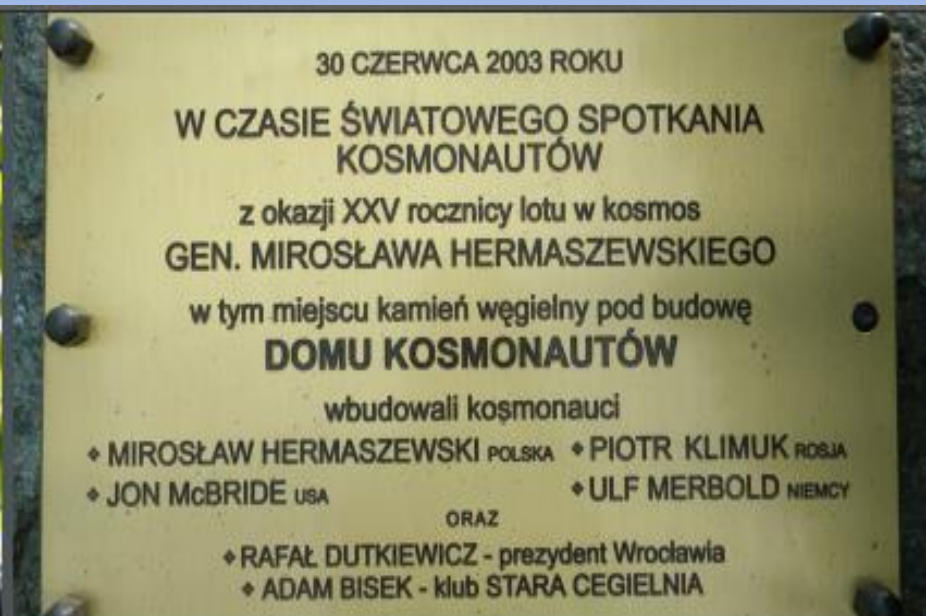 30 CZERWCA 2003 ROKU
W CZASIE ŚWIATOWEGO SPOTKANIA
KOSMONAUTÓW
z okazji XXV rocznicy lotu w kosmos
GEN. MIROSŁAWA HERMASZEWSKIEGO
w tym miejscu kamień węgielny pod budowę
DOMU KOSMONAUTÓW
wbudowali kosmonauci
◆ MIROSŁAW HERMASZEWSKI POLSKA ◆ PIOTR KLIMUK ROSJA
◆ JON McBRIDE USA ◆ ULF MERBOLD NIEMCY
ORAZ
◆ RAFAŁ DUTKIEWICZ - prezydent Wrocławia
◆ ADAM BISEK - klub STARA CEGIELNIA